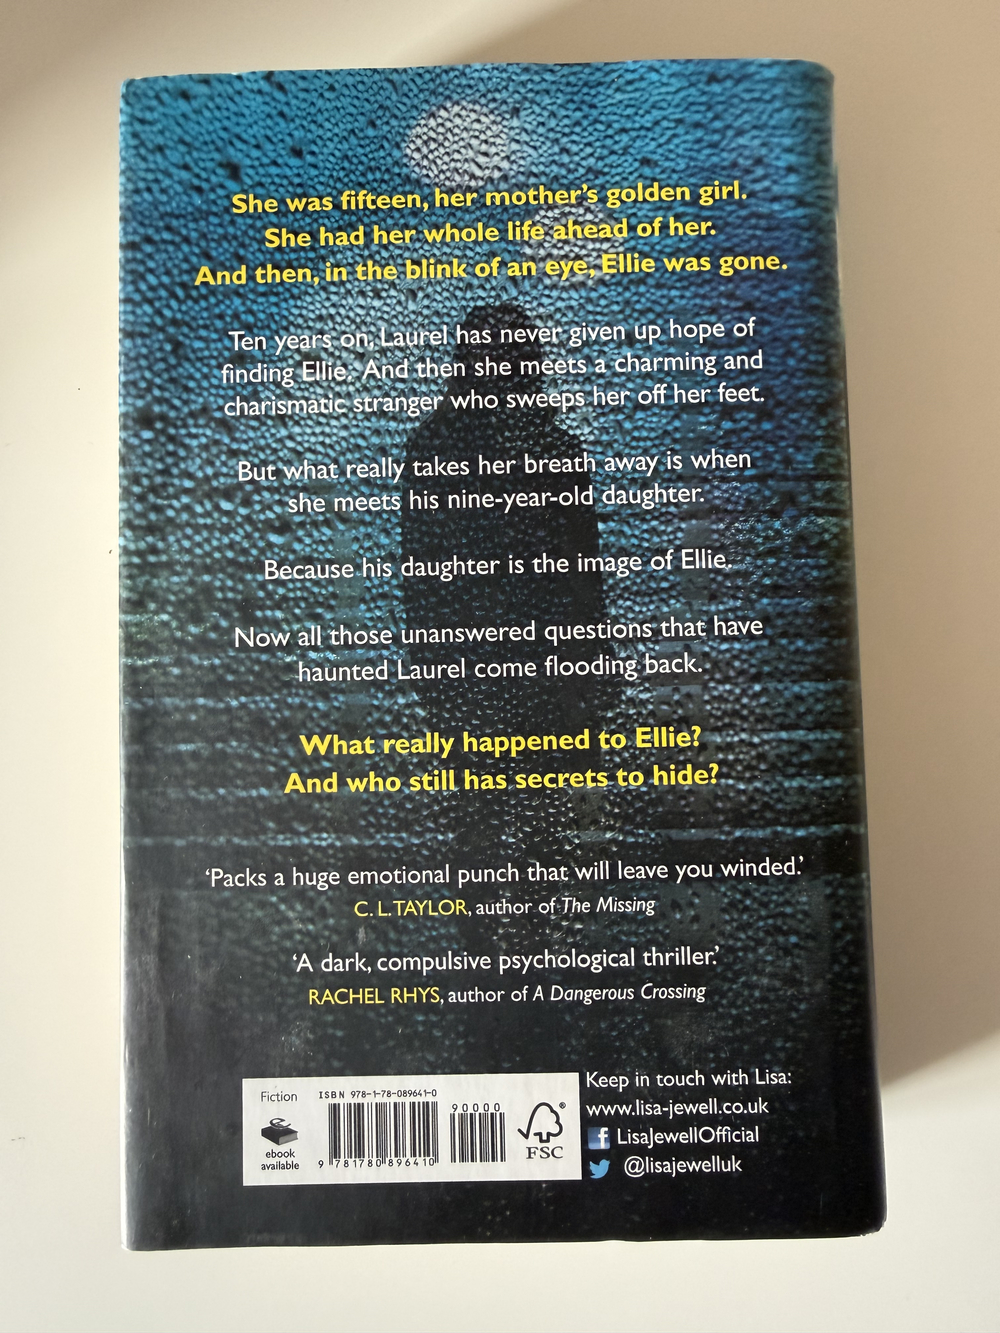 She was fifteen, her mother's golden girl.
She had her whole life ahead of her.
And then, in the blink of an eye, Ellie was gone.
Ten years on, Laurel has never given up hope of
finding Ellie. And then she meets a charming and
charismatic stranger who sweeps her off her feet.
But what really takes her breath away is when
she meets his nine-year-old daughter.
Because his daughter is the image of Ellie.
Now all those unanswered questions that have
haunted Laurel come flooding back.
What really happened to Ellie?
And who still has secrets to hide?
'Packs a huge emotional punch that will leave you winded.'
C. L. TAYLOR, author of The Missing
'A dark, compulsive psychological thriller.'
RACHEL RHYS, author of A Dangerous Crossing
Fiction
ebook
available
ISBN 978-1-78-089641-0
90000
9 781780 896410
®
FSC
Keep in touch with Lisa:
www.lisa-jewell.co.uk
f LisaJewellOfficial
@lisajewelluk